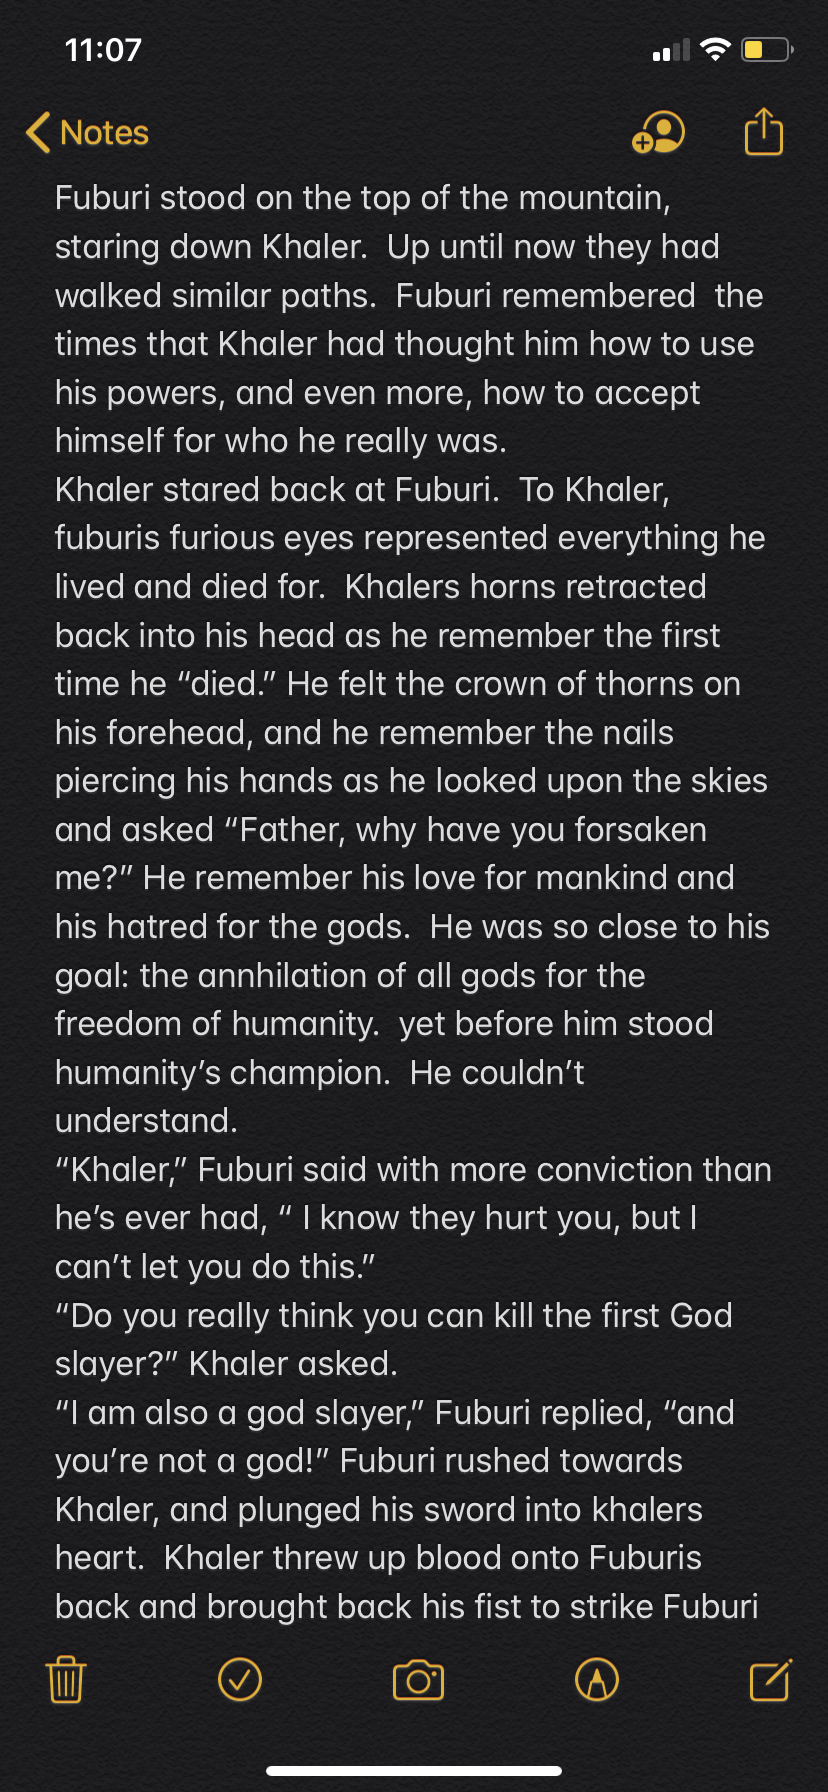 11:07
Notes
Fuburi stood on the top of the mountain,
staring down Khaler.  Up until now they had
walked similar paths.  Fuburi remembered  the
times that Khaler had thought him how to use
his powers, and even more, how to accept
himself for who he really was.
Khaler stared back at Fuburi.  To Khaler,
fuburis furious eyes represented everything he
lived and died for.  Khalers horns retracted
back into his head as he remember the first
time he “died.” He felt the crown of thorns on
his forehead, and he remember the nails
piercing his hands as he looked upon the skies
and asked “Father, why have you forsaken
me?” He remember his love for mankind and
his hatred for the gods.  He was so close to his
goal: the annhilation of all gods for the
freedom of humanity.  yet before him stood
humanity’s champion.  He couldn’t
understand.
“Khaler,” Fuburi said with more conviction than
he’s ever had, “ I know they hurt you, but I
can’t let you do this.”
“Do you really think you can kill the first God
slayer?” Khaler asked.
“I am also a god slayer,” Fuburi replied, “and
you’re not a god!” Fuburi rushed towards
Khaler, and plunged his sword into khalers
heart.  Khaler threw up blood onto Fuburis
back and brought back his fist to strike Fuburi